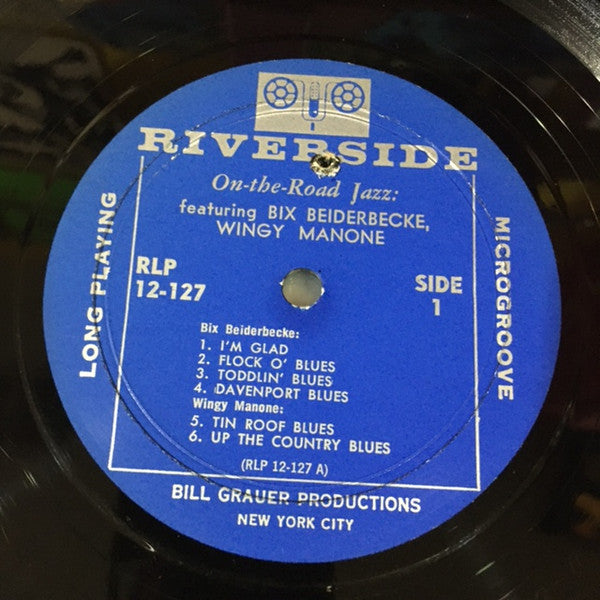 RIVERSIDE
On-the-Road Jazz:
featuring BIX BEIDERBECKE,
WINGY MANONE
LONG PLAYING
MICROGROOVE
RLP
12-127
SIDE
1
Bix Beiderbecke:
1. I'M GLAD
2. FLOCK O' BLUES
3. TODDLIN' BLUES
4. DAVENPORT BLUES
Wingy Manone:
5. TIN ROOF BLUES
6. UP THE COUNTRY BLUES
(RLP 12-127 A)
BILL GRAUER PRODUCTIONS
NEW YORK CITY